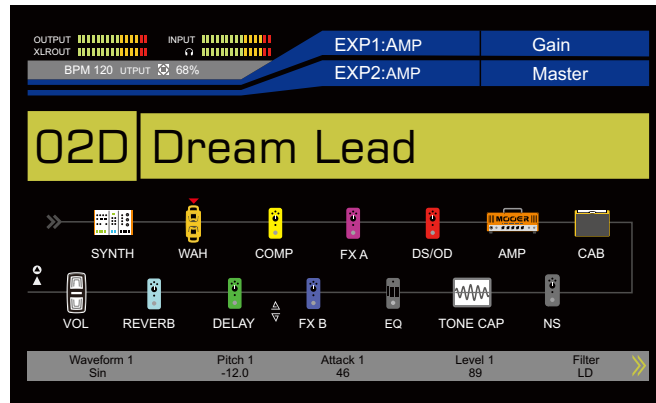 OUTPUT INPUT
XLROUT
BPM 120 UTPUT 68%
EXP1:AMP Gain
EXP2:AMP Master
02D Dream Lead
MOOER
SYNTH WAH COMP FX A DS/OD AMP CAB
VOL REVERB DELAY FX B EQ TONE CAP NS
Waveform 1 Pitch 1 Attack 1 Level 1 Filter
Sin -12.0 46 89 LD